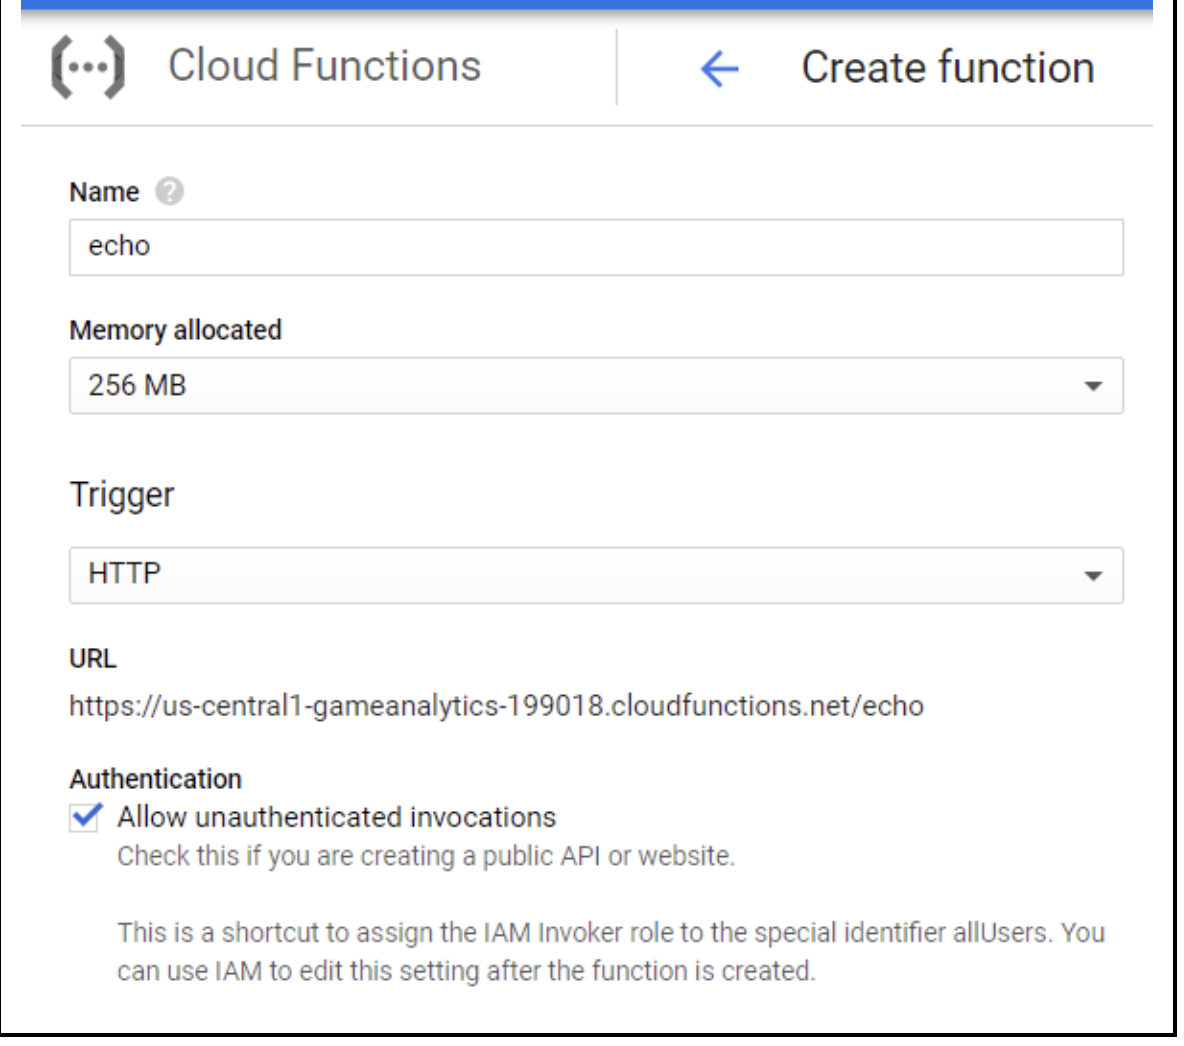 Cloud Functions
Create function
Name
echo
Memory allocated
256 MB
Trigger
HTTP
URL
https://us-central1-gameanalytics-199018.cloudfunctions.net/echo
Authentication
Allow unauthenticated invocations
Check this if you are creating a public API or website.
This is a shortcut to assign the IAM Invoker role to the special identifier allUsers. You
can use IAM to edit this setting after the function is created.